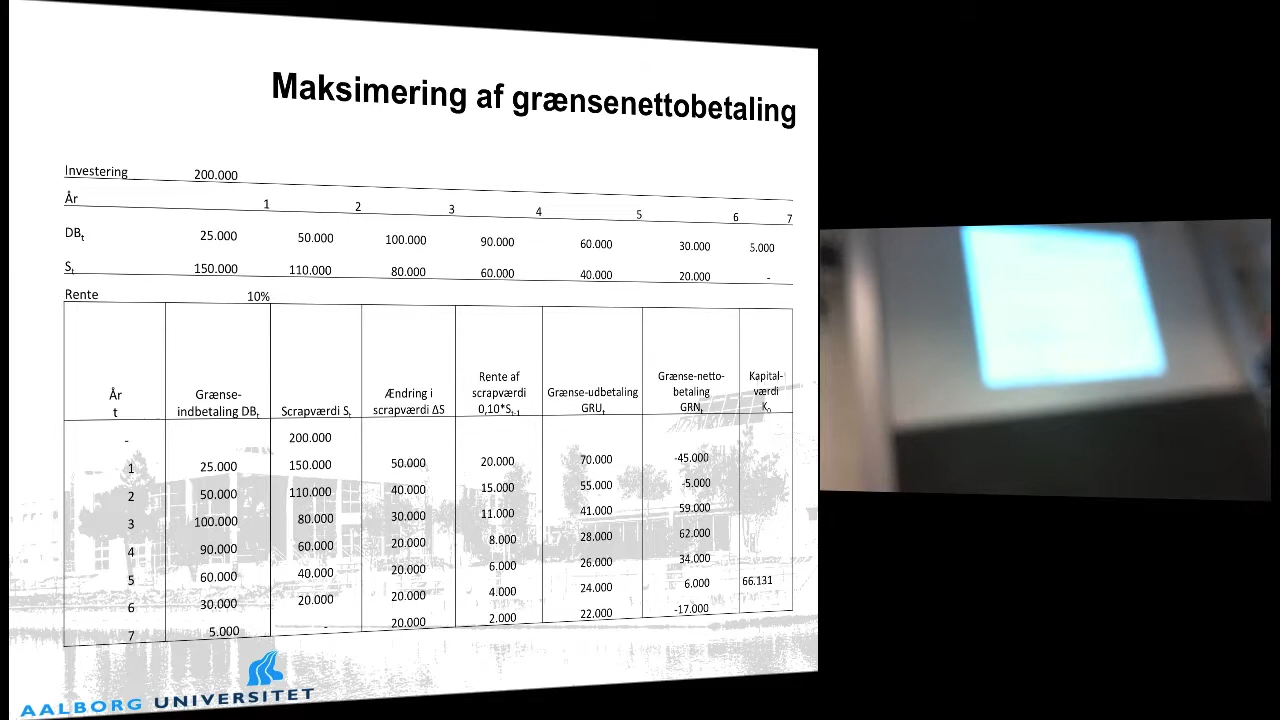 Maksimering af grænsenettobetaling
Investering 200.000
År 1 2 3 4 5 6 7
DBt 25.000 50.000 100.000 90.000 60.000 30.000 5.000
St 150.000 110.000 80.000 60.000 40.000 20.000 -
Rente 10%
År t Grænse-indbetaling DBt Scrapværdi St Ændring i scrapværdi ΔS Rente af scrapværdi 0,10*St-1 Grænse-udbetaling GRUt Grænse-netto-betaling GRNt Kapital-værdi K0
- 200.000
1 25.000 150.000 50.000 20.000 70.000 -45.000
2 50.000 110.000 40.000 15.000 55.000 -5.000
3 100.000 80.000 30.000 11.000 41.000 59.000
4 90.000 60.000 20.000 8.000 28.000 62.000
5 60.000 40.000 20.000 6.000 26.000 34.000
6 30.000 20.000 20.000 4.000 24.000 6.000 66.131
7 5.000 - 20.000 2.000 22.000 -17.000
AALBORG UNIVERSITET